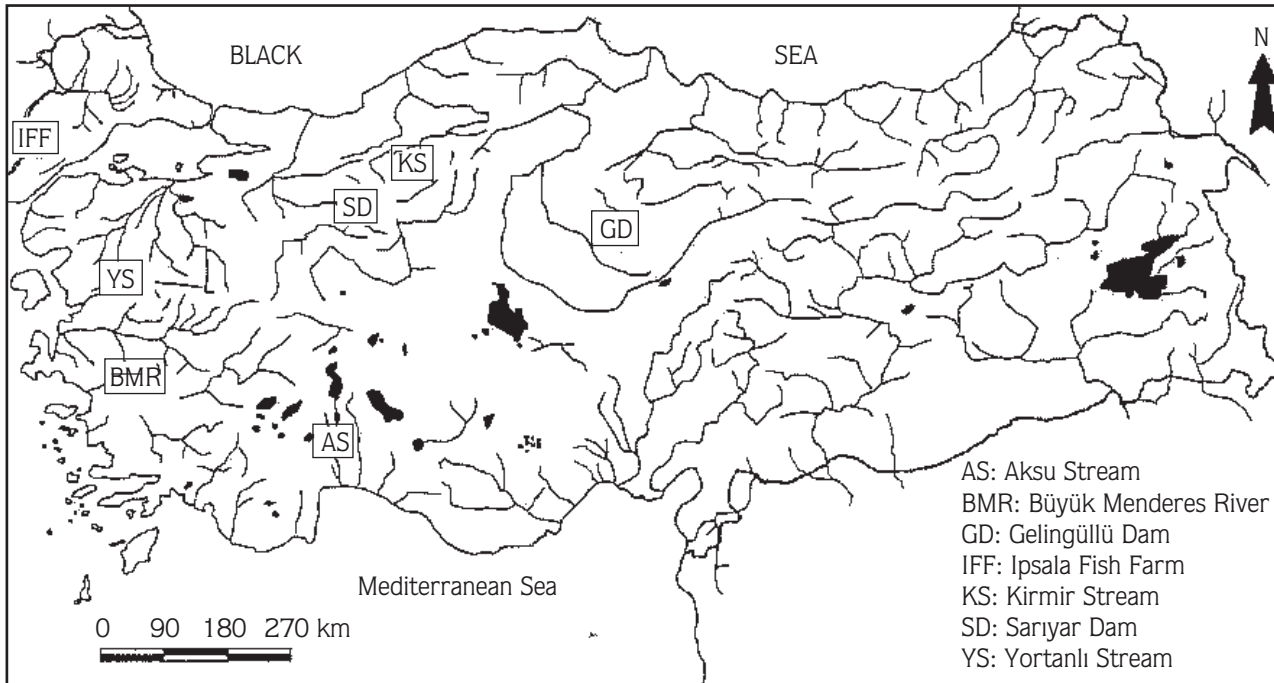 BLACK SEA
N
IFF
KS
SD
GD
YS
BMR
AS
AS: Aksu Stream
BMR: Büyük Menderes River
GD: Gelingüllü Dam
IFF: Ipsala Fish Farm
KS: Kirmir Stream
SD: Sarıyar Dam
YS: Yortanlı Stream
Mediterranean Sea
0 90 180 270 km